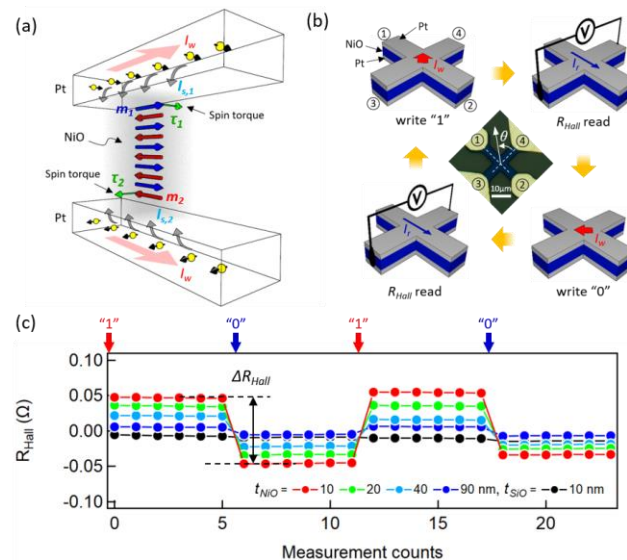 (a)
Pt
I_w
I_s,1
m_1
Spin torque
τ_1
NiO
Spin torque
τ_2
m_2
I_s,2
Pt
I_w
(b)
① Pt ④
NiO
Pt
I_w
③ ②
write “1”
V
I_r
R_Hall read
① θ ④
③ ②
10μm
V
I_r
R_Hall read
I_w
write “0”
(c)
“1” “0” “1” “0”
0.10
0.05
0.00
-0.05
-0.10
R_Hall (Ω)
ΔR_Hall
t_NiO = 10 20 40 90 nm, t_SiO = 10 nm
0 5 10 15 20
Measurement counts